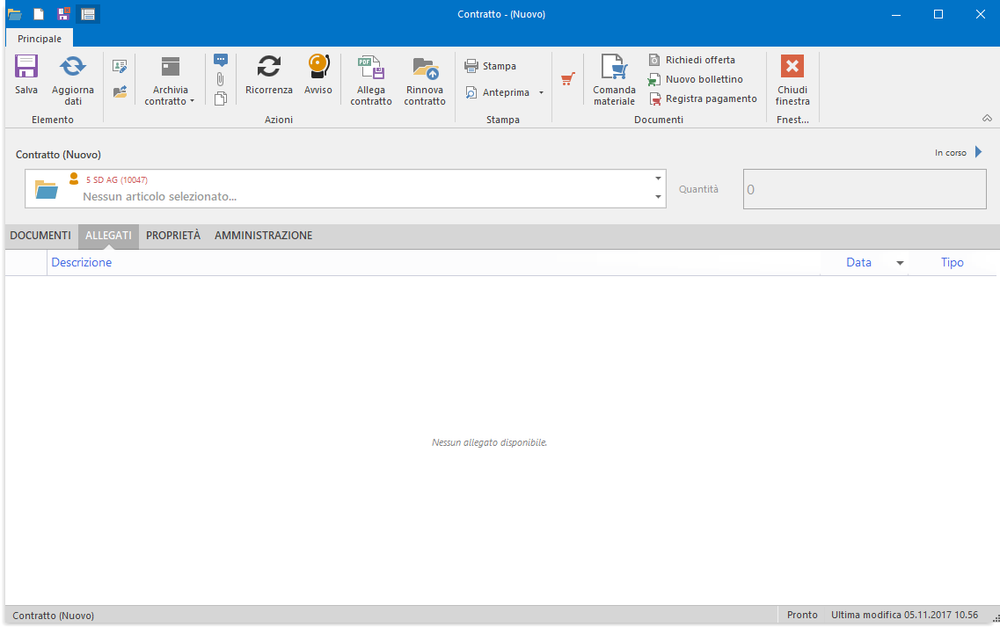 Contratto - (Nuovo)
Principale
Salva
Aggiorna
dati
Elemento
Archivia
contratto
Ricorrenza
Avviso
Azioni
PDF
Allega
contratto
Rinnova
contratto
Stampa
Anteprima
Stampa
Comanda
materiale
Richiedi offerta
Nuovo bollettino
Registra pagamento
Documenti
Chiudi
finestra
Fnest...
Contratto (Nuovo)
In corso
5 SD AG (10047)
Nessun articolo selezionato...
Quantità
0
DOCUMENTI ALLEGATI PROPRIETÀ AMMINISTRAZIONE
Descrizione Data Tipo
Nessun allegato disponibile.
Contratto (Nuovo) Pronto Ultima modifica 05.11.2017 10.56